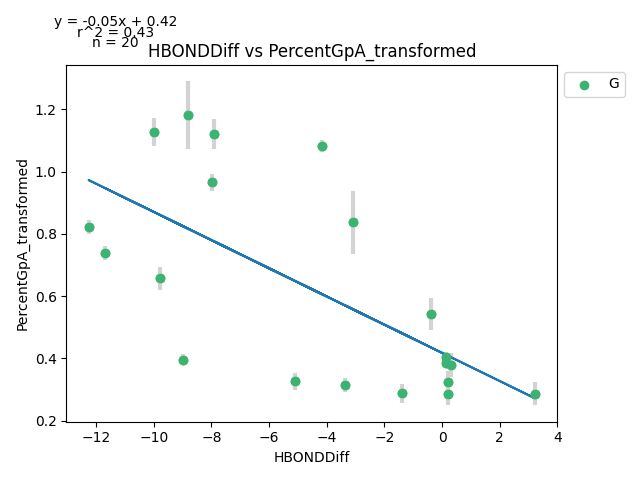 y = -0.05x + 0.42
r^2 = 0.43
n = 20
HBONDDiff vs PercentGpA_transformed
G
PercentGpA_transformed
1.2
1.0
0.8
0.6
0.4
0.2
−12 −10 −8 −6 −4 −2 0 2 4
HBONDDiff